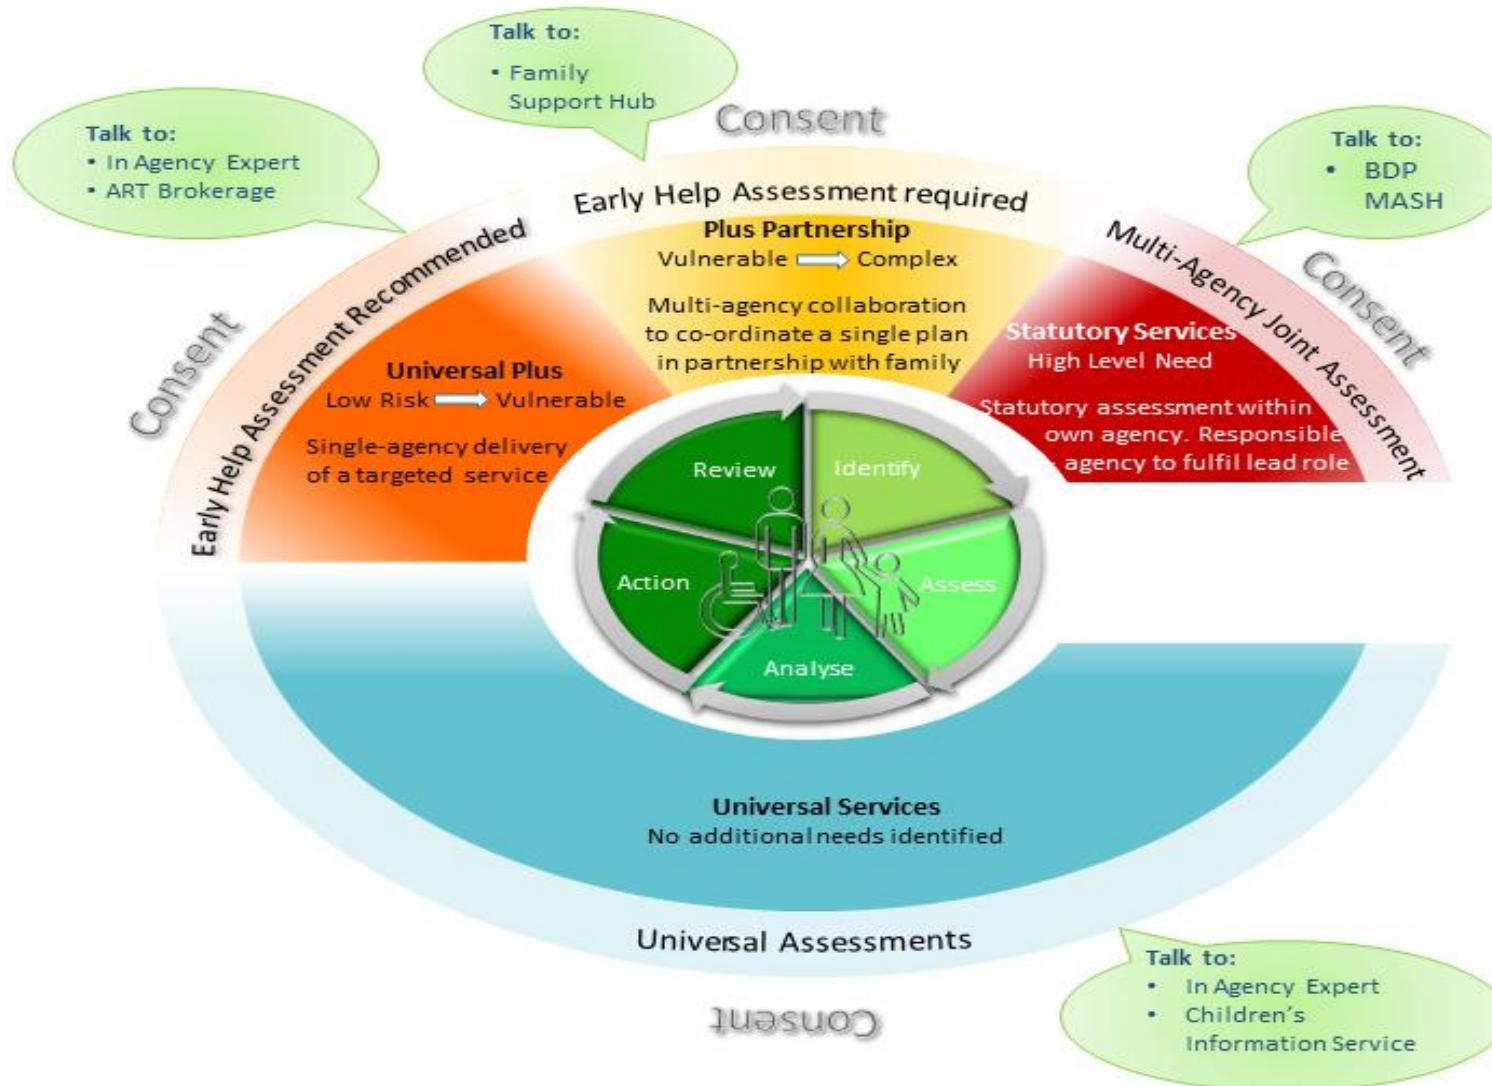 Talk to:
• Family
Support Hub
Talk to:
• In Agency Expert
• ART Brokerage
Talk to:
• BDP
MASH
Consent
Consent
Consent
Early Help Assessment Recommended
Early Help Assessment required
Multi-Agency Joint Assessment
Universal Plus
Low Risk Vulnerable
Single-agency delivery
of a targeted service
Plus Partnership
Vulnerable Complex
Multi-agency collaboration
to co-ordinate a single plan
in partnership with family
Statutory Services
High Level Need
Statutory assessment within
own agency. Responsible
agency to fulfil lead role
Review
Identify
Action
Assess
Analyse
Universal Services
No additional needs identified
Universal Assessments
Consent
Talk to:
• In Agency Expert
• Children's
Information Service